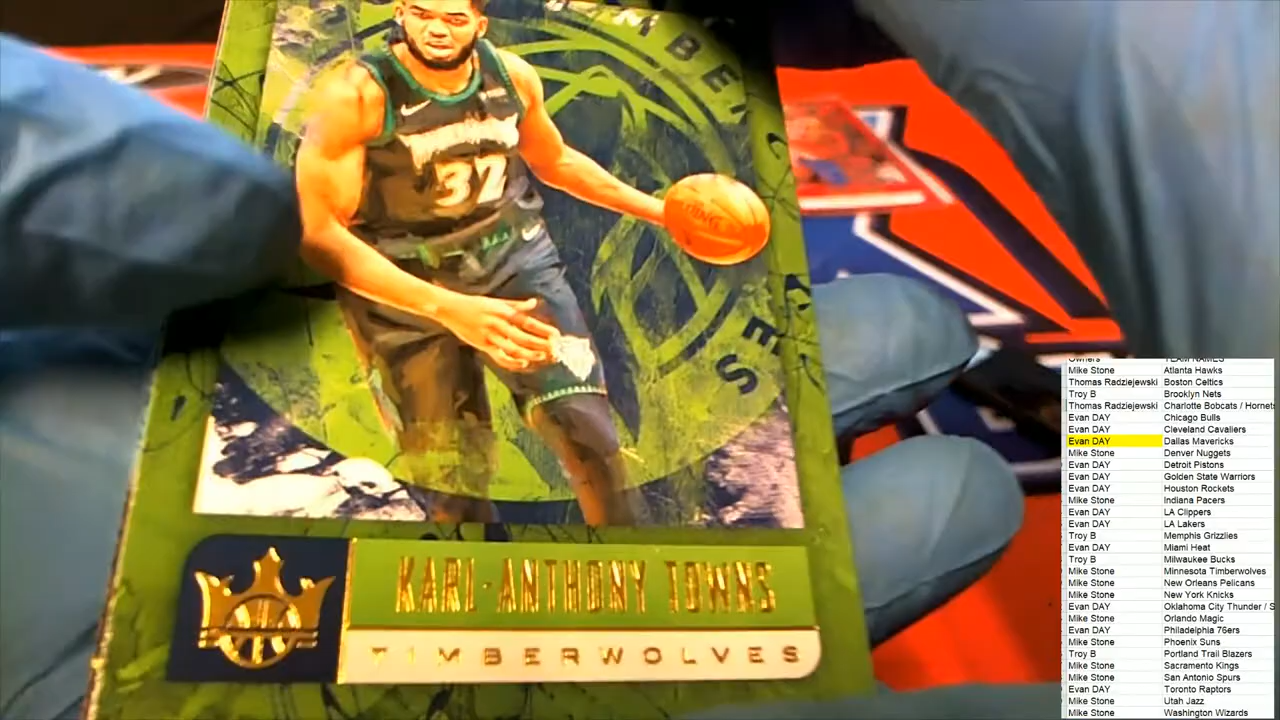 TIMBER
ES
32
KARL-ANTHONY TOWNS
TIMBERWOLVES
Owners TEAM NAMES
Mike Stone Atlanta Hawks
Thomas Radziejewski Boston Celtics
Troy B Brooklyn Nets
Thomas Radziejewski Charlotte Bobcats / Hornets
Evan DAY Chicago Bulls
Evan DAY Cleveland Cavaliers
Evan DAY Dallas Mavericks
Mike Stone Denver Nuggets
Evan DAY Detroit Pistons
Evan DAY Golden State Warriors
Evan DAY Houston Rockets
Mike Stone Indiana Pacers
Evan DAY LA Clippers
Evan DAY LA Lakers
Troy B Memphis Grizzlies
Evan DAY Miami Heat
Troy B Milwaukee Bucks
Mike Stone Minnesota Timberwolves
Mike Stone New Orleans Pelicans
Mike Stone New York Knicks
Evan DAY Oklahoma City Thunder / S
Mike Stone Orlando Magic
Evan DAY Philadelphia 76ers
Mike Stone Phoenix Suns
Troy B Portland Trail Blazers
Mike Stone Sacramento Kings
Mike Stone San Antonio Spurs
Evan DAY Toronto Raptors
Mike Stone Utah Jazz
Mike Stone Washington Wizards